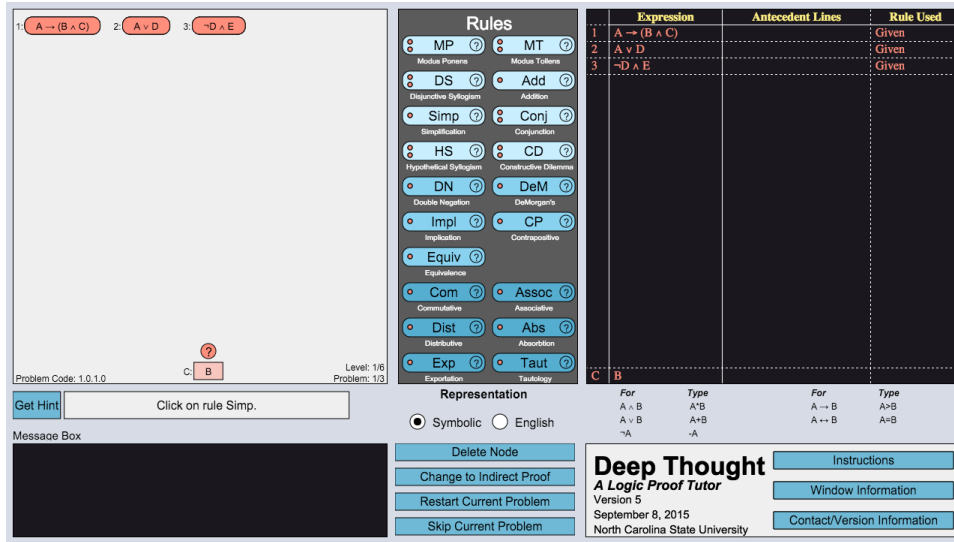 1: A → (B ∧ C) 2: A ∨ D 3: ¬D ∧ E
?
C: B
Problem Code: 1.0.1.0
Level: 1/6
Problem: 1/3
Get Hint Click on rule Simp.
Message Box
Rules
MP ? MT ?
Modus Ponens Modus Tollens
DS ? Add ?
Disjunctive Syllogism Addition
Simp ? Conj ?
Simplification Conjunction
HS ? CD ?
Hypothetical Syllogism Constructive Dilemma
DN ? DeM ?
Double Negation DeMorgan's
Impl ? CP ?
Implication Contrapositive
Equiv ?
Equivalence
Com ? Assoc ?
Commutative Associative
Dist ? Abs ?
Distributive Absorbtion
Exp ? Taut ?
Exportation Tautology
Representation
Symbolic English
Delete Node
Change to Indirect Proof
Restart Current Problem
Skip Current Problem
Expression Antecedent Lines Rule Used
1 A → (B ∧ C) Given
2 A ∨ D Given
3 ¬D ∧ E Given
C B
For Type For Type
A ∧ B A*B A → B A>B
A ∨ B A+B A ↔ B A=B
¬A -A
Deep Thought
A Logic Proof Tutor
Version 5
September 8, 2015
North Carolina State University
Instructions
Window Information
Contact/Version Information